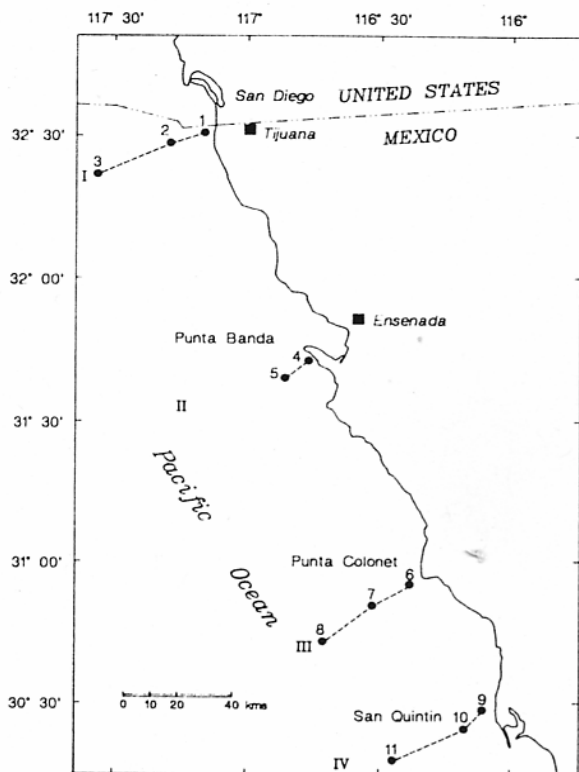 117° 30' 117° 116° 30' 116°
San Diego UNITED STATES
32° 30' 1 2 Tijuana MEXICO
3
I
32° 00'
Ensenada
Punta Banda 4
5
II
31° 30'
Pacific
Ocean
31° 00'
Punta Colonet 6
7
8
III
0 10 20 40 kms
30° 30' 9
San Quintin 10
11
IV